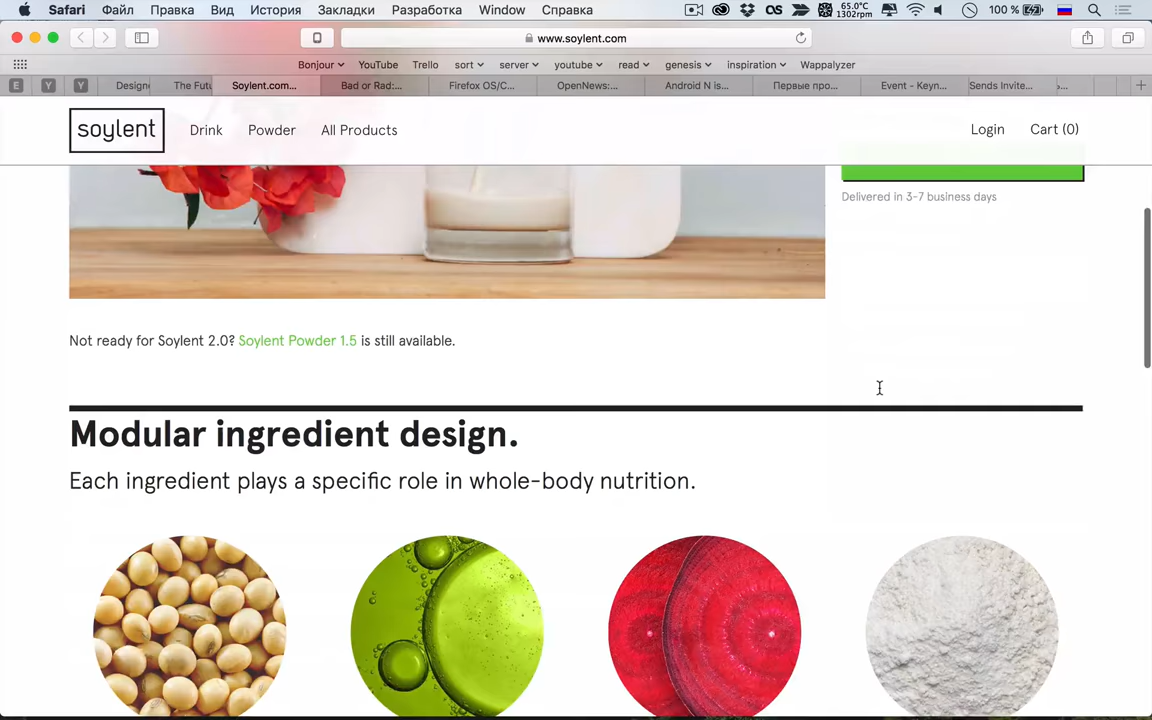 Safari Файл Правка Вид История Закладки Разработка Window Справка 65.0°C 1302rpm 100 %
www.soylent.com
Bonjour YouTube Trello sort server youtube read genesis inspiration Wappalyzer
E Y Y Design The Futu Soylent.com... Bad or Rad:... Firefox OS/C... OpenNews:... Android N is... Первые про... Event - Keyn... Sends Invite...
soylent Drink Powder All Products Login Cart (0)
Delivered in 3-7 business days
Not ready for Soylent 2.0? Soylent Powder 1.5 is still available.
Modular ingredient design.
Each ingredient plays a specific role in whole-body nutrition.